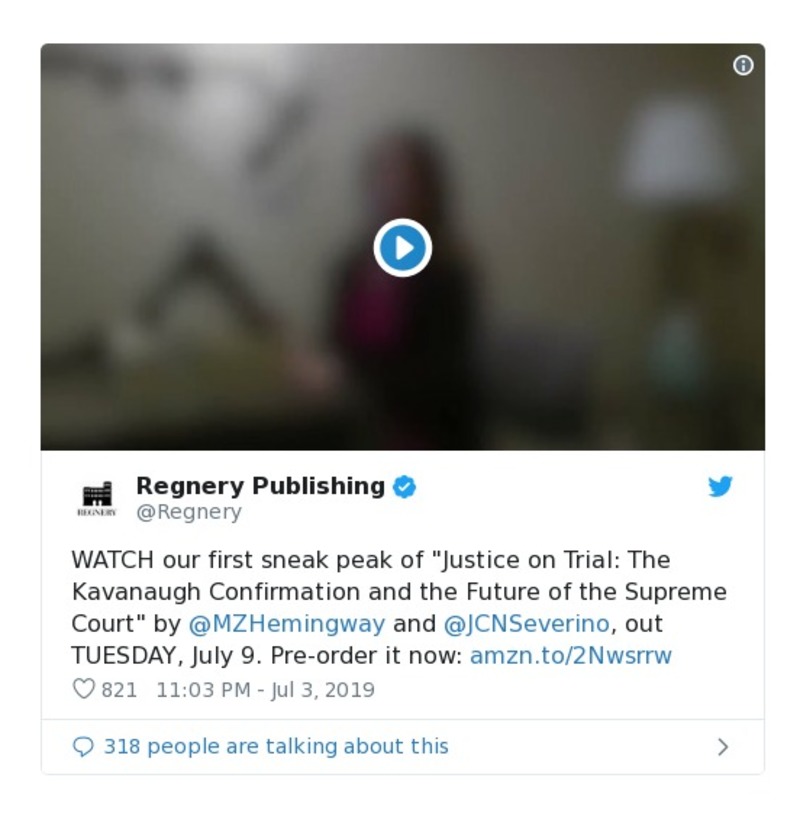 REGNERY
Regnery Publishing
@Regnery
WATCH our first sneak peak of "Justice on Trial: The
Kavanaugh Confirmation and the Future of the Supreme
Court" by @MZHemingway and @JCNSeverino, out
TUESDAY, July 9. Pre-order it now: amzn.to/2Nwsrrw
821 11:03 PM - Jul 3, 2019
318 people are talking about this